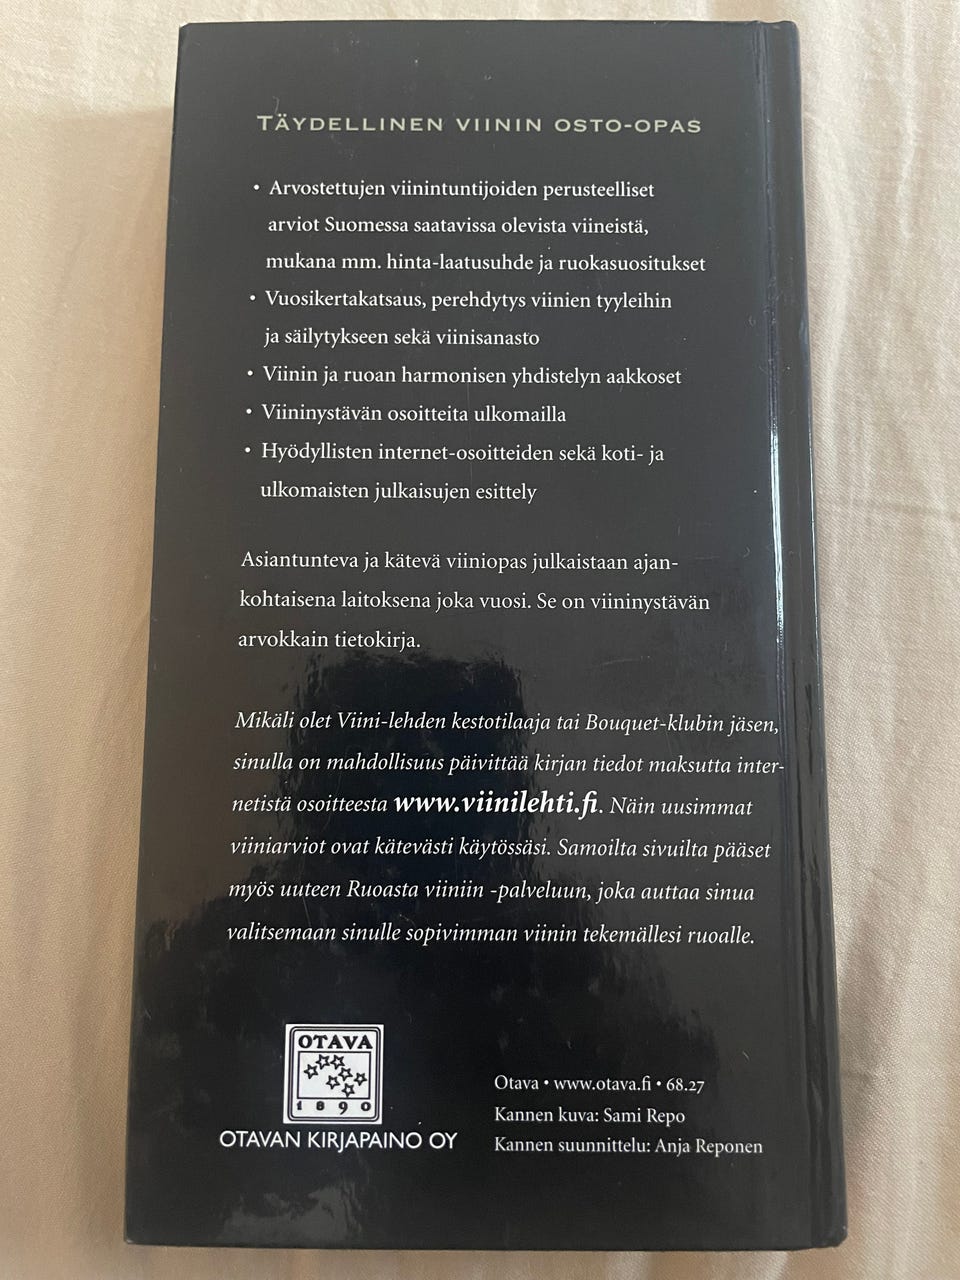 TÄYDELLINEN VIININ OSTO-OPAS
• Arvostettujen viinintuntijoiden perusteelliset
arviot Suomessa saatavissa olevista viineistä,
mukana mm. hinta-laatusuhde ja ruokasuositukset
• Vuosikertakatsaus, perehdytys viinien tyyleihin
ja säilytykseen sekä viinisanasto
• Viinin ja ruoan harmonisen yhdistelyn aakkoset
• Viininystävän osoitteita ulkomailla
• Hyödyllisten internet-osoitteiden sekä koti- ja
ulkomaisten julkaisujen esittely
Asiantunteva ja kätevä viiniopas julkaistaan ajan-
kohtaisena laitoksena joka vuosi. Se on viininystävän
arvokkain tietokirja.
Mikäli olet Viini-lehden kestotilaaja tai Bouquet-klubin jäsen,
sinulla on mahdollisuus päivittää kirjan tiedot maksutta inter-
netistä osoitteesta www.viinilehti.fi. Näin uusimmat
viiniarviot ovat kätevästi käytössäsi. Samoilta sivuilta pääset
myös uuteen Ruoasta viiniin -palveluun, joka auttaa sinua
valitsemaan sinulle sopivimman viinin tekemällesi ruoalle.
OTAVA
1890
OTAVAN KIRJAPAINO OY
Otava • www.otava.fi • 68.27
Kannen kuva: Sami Repo
Kannen suunnittelu: Anja Reponen